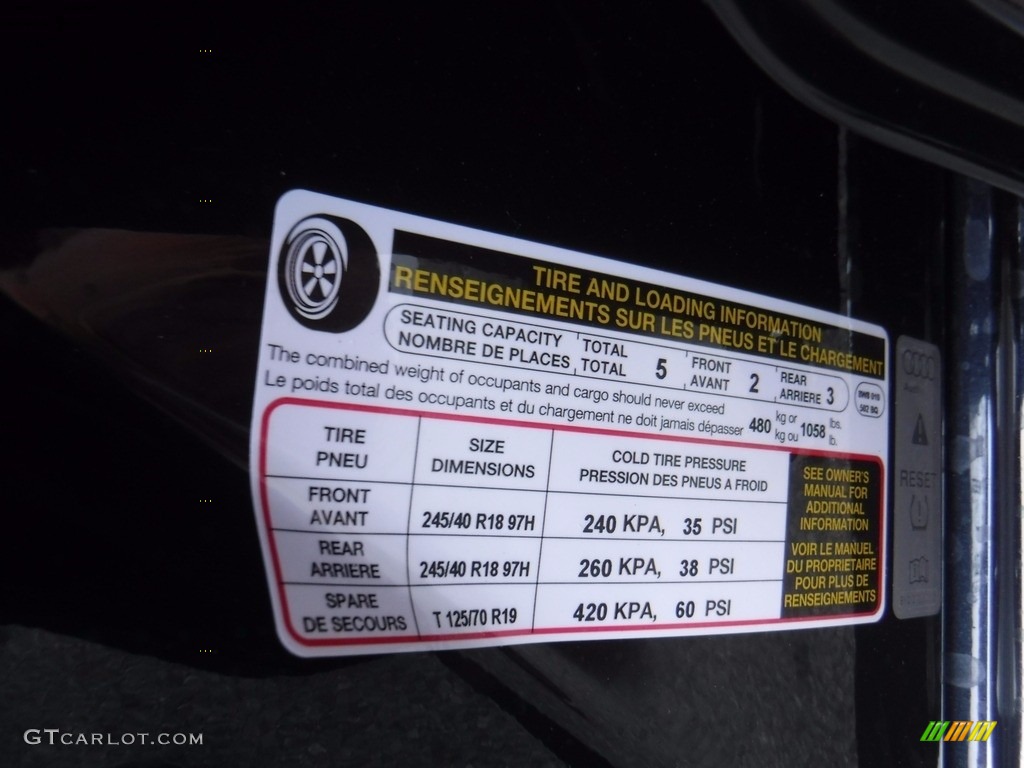 TIRE AND LOADING INFORMATION
RENSEIGNEMENTS SUR LES PNEUS ET LE CHARGEMENT
SEATING CAPACITY TOTAL 5 FRONT 2 REAR 3
NOMBRE DE PLACES TOTAL AVANT ARRIERE
The combined weight of occupants and cargo should never exceed 480 kg or 1058 lbs.
Le poids total des occupants et du chargement ne doit jamais dépasser kg ou lb.
TIRE SIZE COLD TIRE PRESSURE
PNEU DIMENSIONS PRESSION DES PNEUS A FROID
FRONT
AVANT 245/40 R18 97H 240 KPA, 35 PSI
REAR
ARRIERE 245/40 R18 97H 260 KPA, 38 PSI
SPARE
DE SECOURS T 125/70 R19 420 KPA, 60 PSI
SEE OWNER'S
MANUAL FOR
ADDITIONAL
INFORMATION
VOIR LE MANUEL
DU PROPRIETAIRE
POUR PLUS DE
RENSEIGNEMENTS
RESET
GTCARLOT.COM